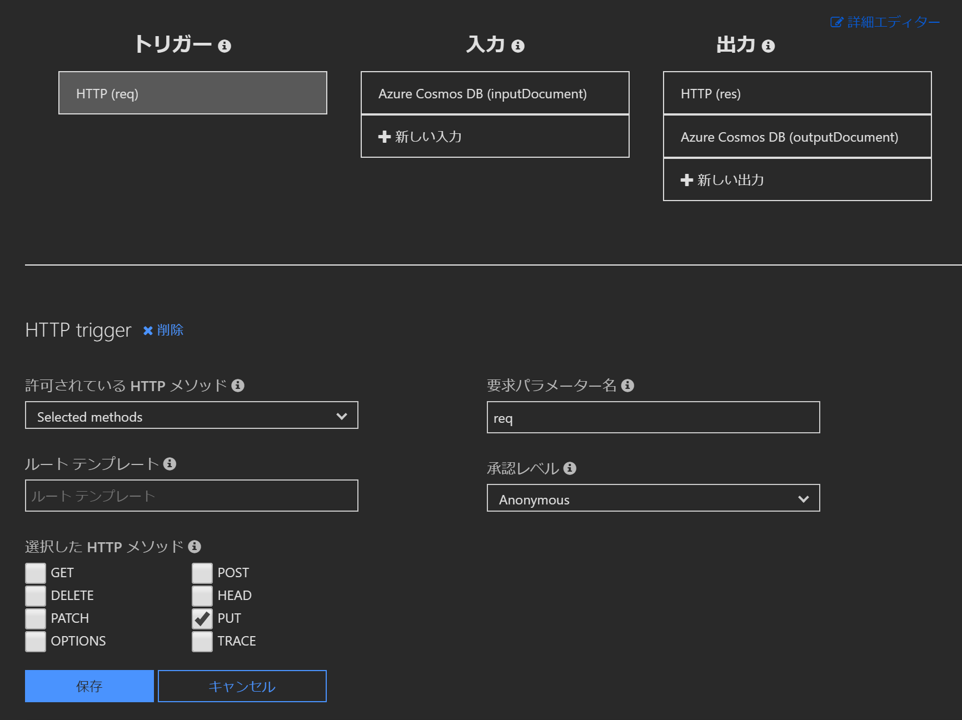 詳細エディター
トリガー
HTTP (req)
入力
Azure Cosmos DB (inputDocument)
新しい入力
出力
HTTP (res)
Azure Cosmos DB (outputDocument)
新しい出力
HTTP trigger 削除
許可されている HTTP メソッド
Selected methods
要求パラメーター名
req
ルート テンプレート
ルート テンプレート
承認レベル
Anonymous
選択した HTTP メソッド
GET
POST
DELETE
HEAD
PATCH
PUT
OPTIONS
TRACE
保存
キャンセル